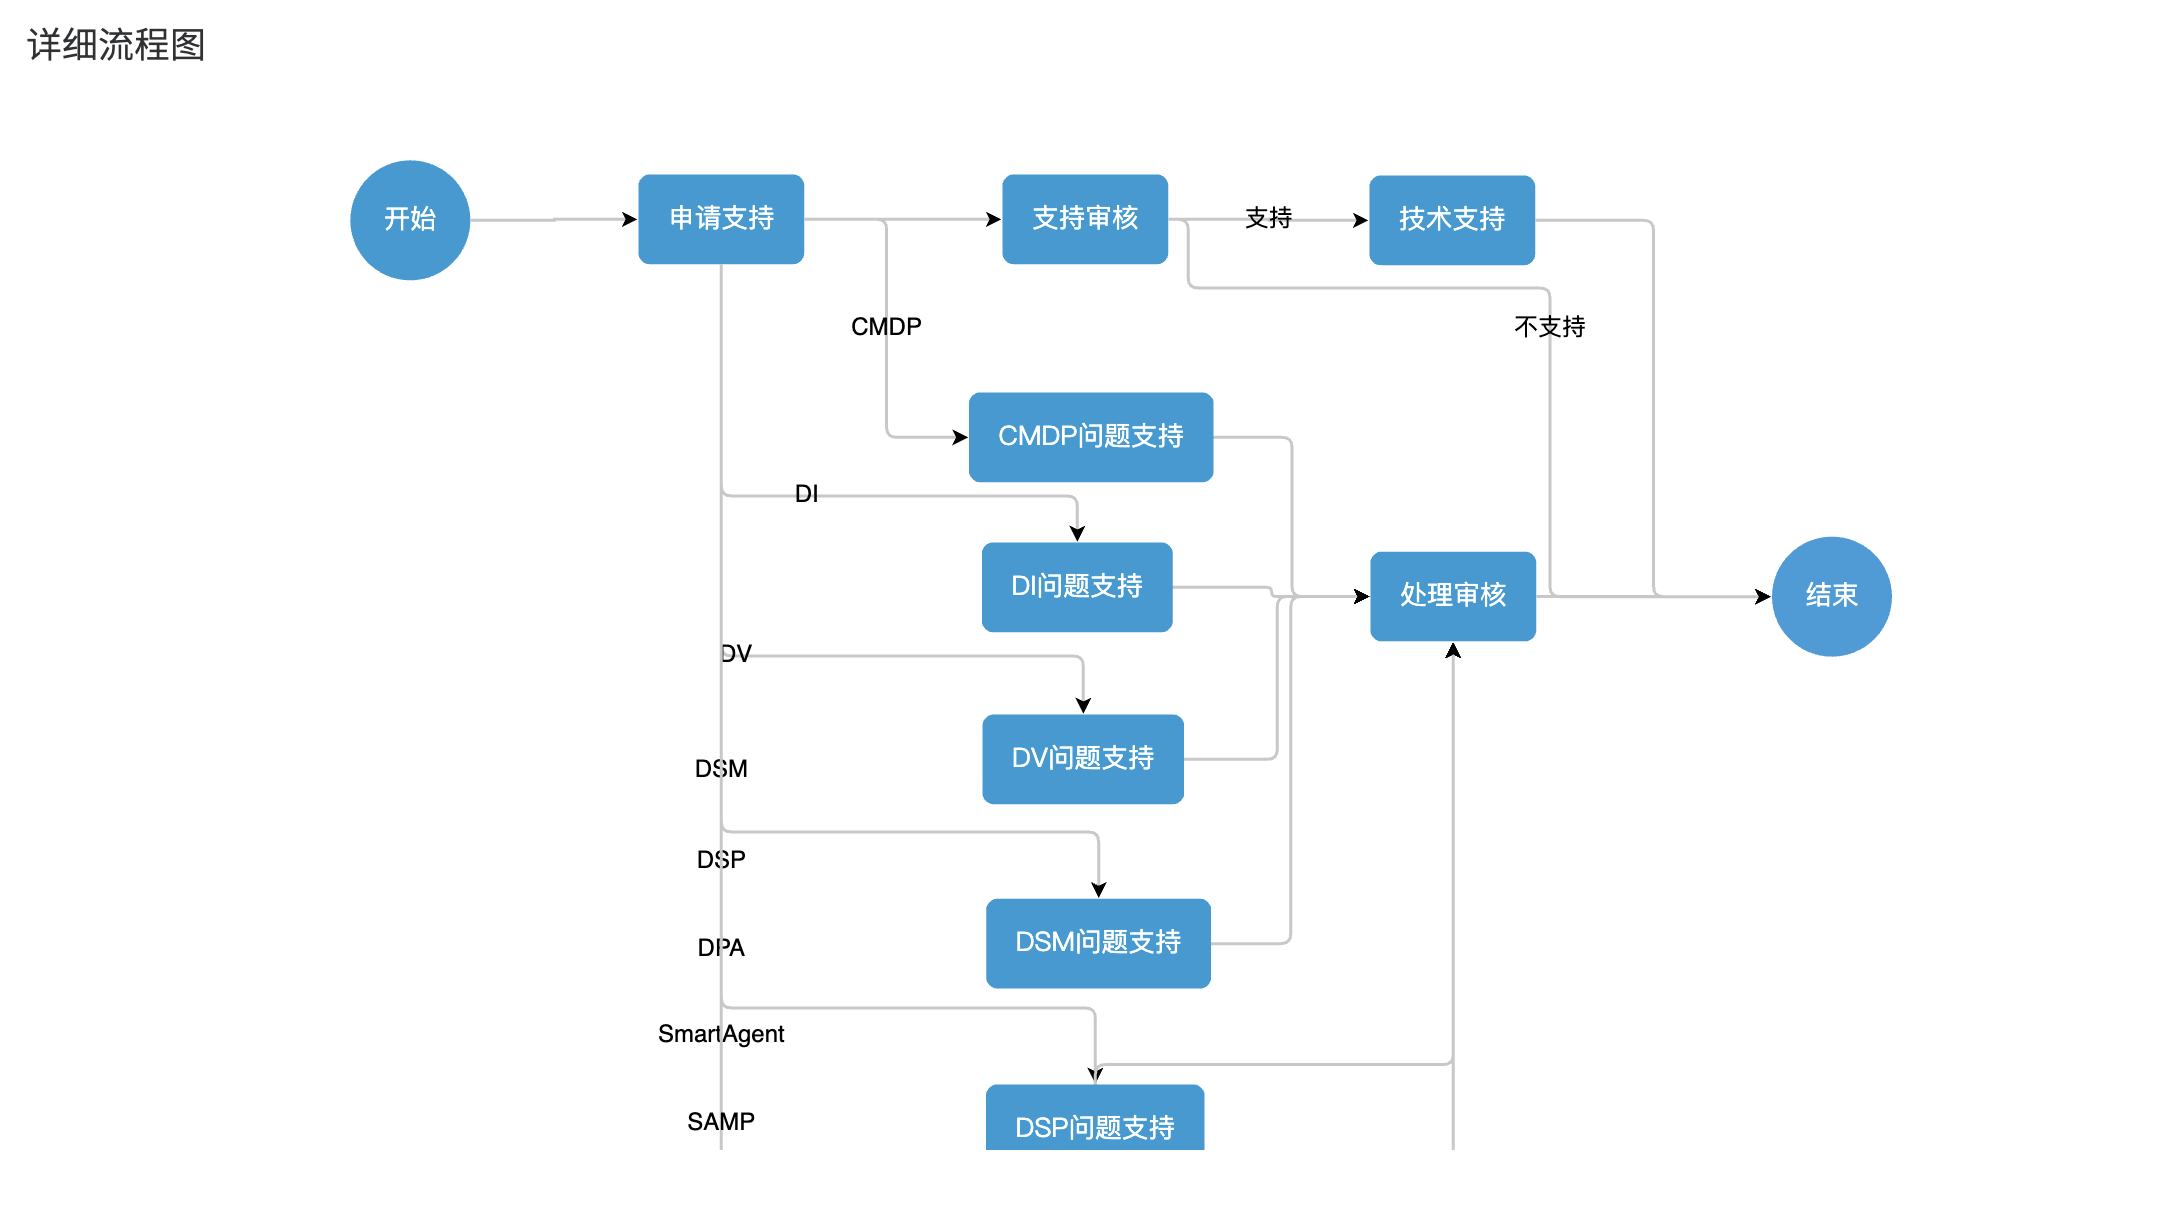 详细流程图
开始
申请支持
支持审核
支持
技术支持
CMDP
不支持
CMDP问题支持
DI
DI问题支持
处理审核
结束
DV
DV问题支持
DSM
DSP
DSM问题支持
DPA
SmartAgent
SAMP
DSP问题支持